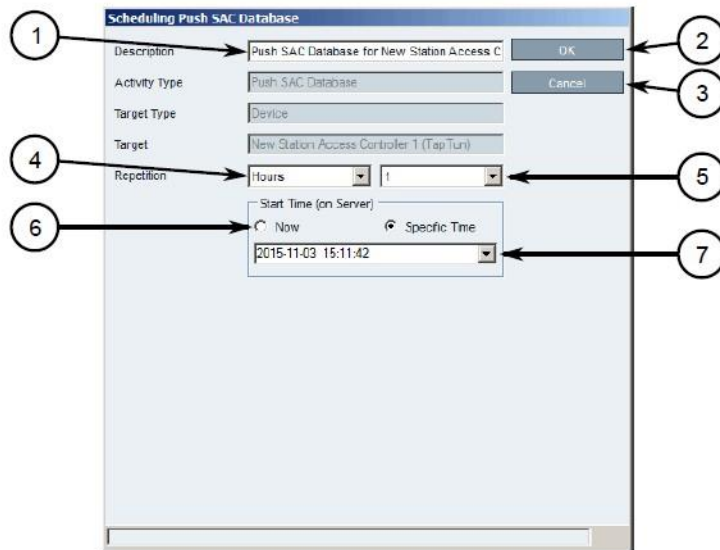 Scheduling Push SAC Database
1
Description
Push SAC Database for New Station Access C
OK
2
Activity Type
Push SAC Database
Cancel
3
Target Type
Device
Target
New Station Access Controller 1 (Tap Tun)
4
Repetition
Hours
1
5
Start Time (on Server)
6
Now
Specific Time
2015-11-03 15:11:42
7